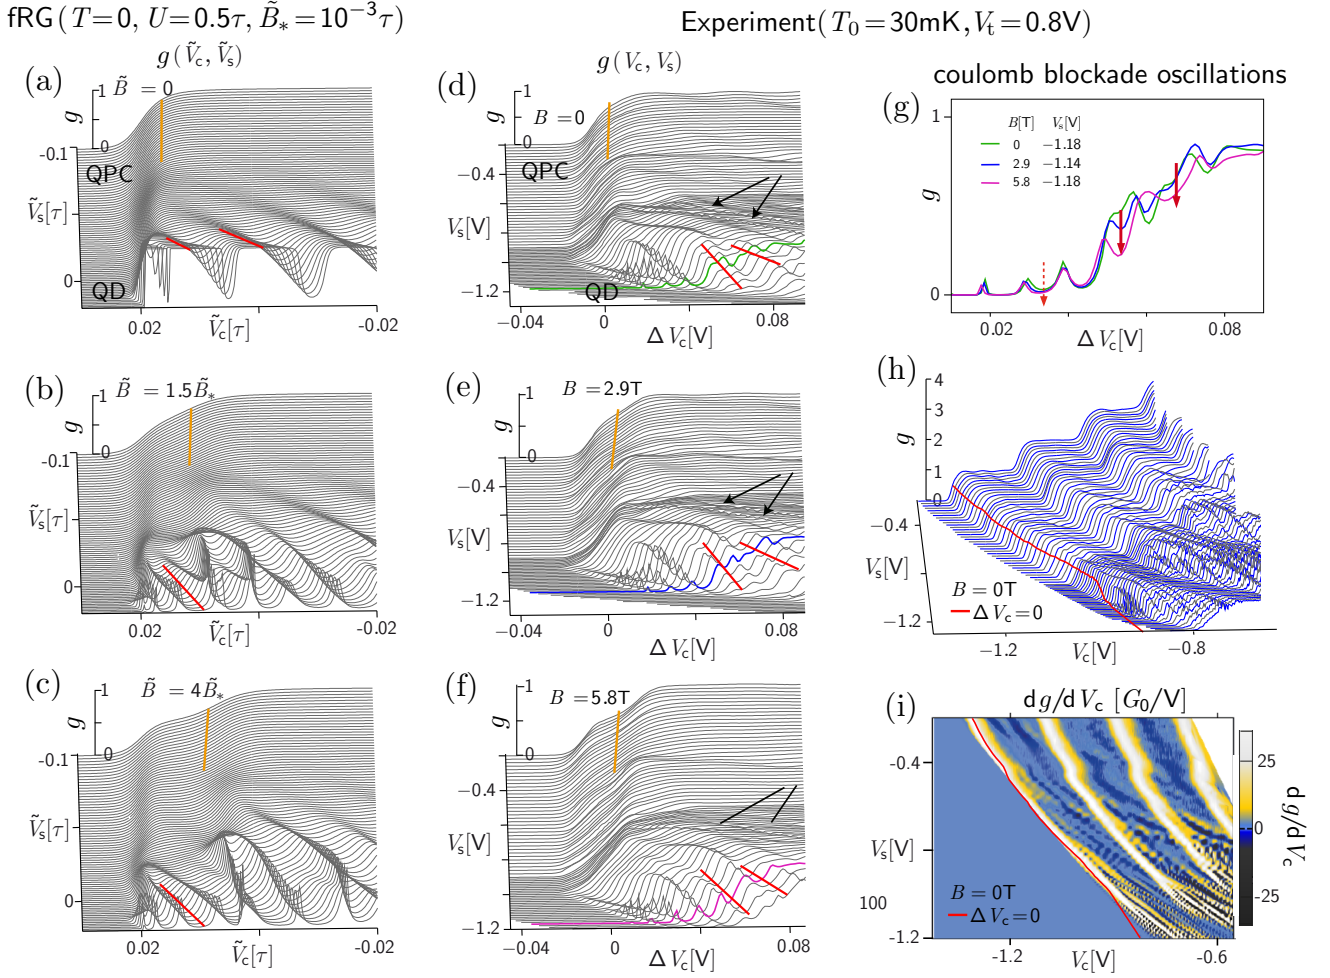 fRG(T=0, U=0.5τ, B̃*=10⁻³τ)
Experiment(T₀=30mK, Vt=0.8V)
g(Ṽc, Ṽs)
(a)
B̃ = 0
1
g
0
-0.1
QPC
Ṽs[τ]
0
QD
0.02
Ṽc[τ]
-0.02
(b)
B̃ = 1.5B̃*
1
g
0
-0.1
Ṽs[τ]
0
0.02
Ṽc[τ]
-0.02
(c)
B̃ = 4B̃*
1
g
0
-0.1
Ṽs[τ]
0
0.02
Ṽc[τ]
-0.02
g(Vc, Vs)
(d)
1
g
B=0
0
QPC
−0.4
Vs[V]
−1.2
QD
−0.04
0
0.08
Δ Vc[V]
(e)
B=2.9T
1
g
0
−0.4
Vs[V]
−1.2
−0.04
0
0.08
Δ Vc[V]
(f)
1
B=5.8T
g
0
−0.4
Vs[V]
−1.2
−0.04
0
0.08
Δ Vc[V]
coulomb blockade oscillations
(g)
1
B[T] Vs[V]
0 −1.18
2.9 −1.14
5.8 −1.18
g
0
0.02
0.08
Δ Vc[V]
(h)
4
3
2
1
0
g
−0.4
Vs[V]
−1.2
B=0T
Δ Vc=0
−1.2
Vc[V]
−0.8
(i)
dg/dVc [G₀/V]
-0.4
Vs[V]
100
-1.2
B=0T
Δ Vc=0
-1.2
Vc[V]
-0.6
25
0
-25
dg/dVc